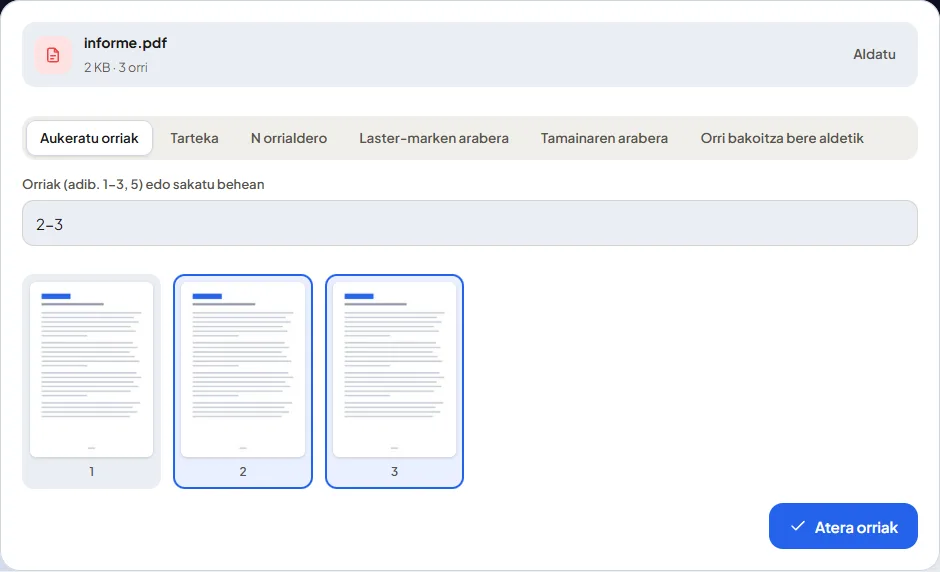 informe.pdf
2 KB · 3 orri
Aldatu
Aukeratu orriak
Tarteka
N orrialdero
Laster-marken arabera
Tamainaren arabera
Orri bakoitza bere aldetik
Orriak (adib. 1–3, 5) edo sakatu behean
2–3
1
2
3
Atera orriak